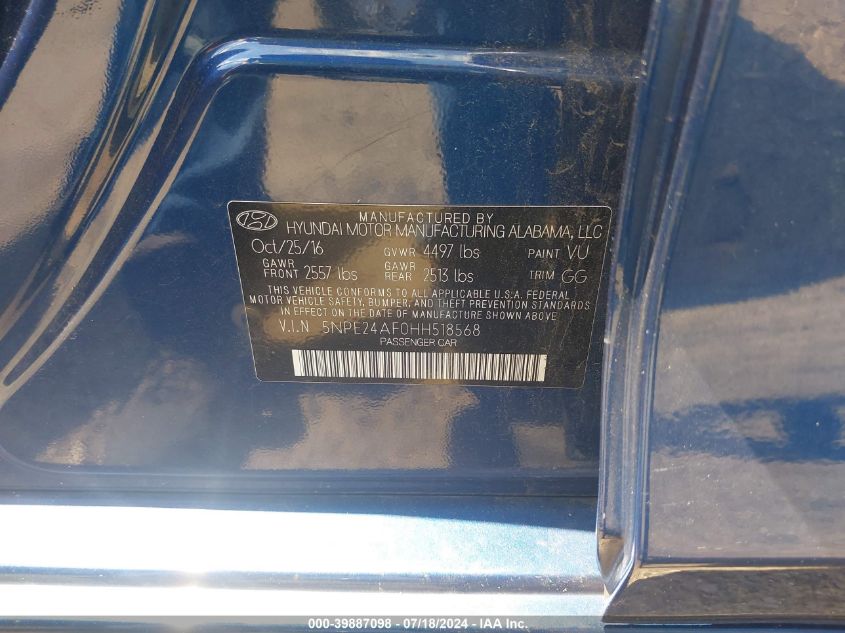 MANUFACTURED BY
HYUNDAI MOTOR MANUFACTURING ALABAMA, LLC
Oct/25/16 GVWR 4497 lbs PAINT VU
GAWR FRONT 2557 lbs GAWR REAR 2513 lbs TRIM GG
THIS VEHICLE CONFORMS TO ALL APPLICABLE U.S.A. FEDERAL
MOTOR VEHICLE SAFETY, BUMPER, AND THEFT PREVENTION STANDARDS
IN EFFECT ON THE DATE OF MANUFACTURE SHOWN
V.I.N 5NPE24AF0HH518568
PASSENGER CAR
000-39887098 - 07/18/2024 - IAA, Inc.